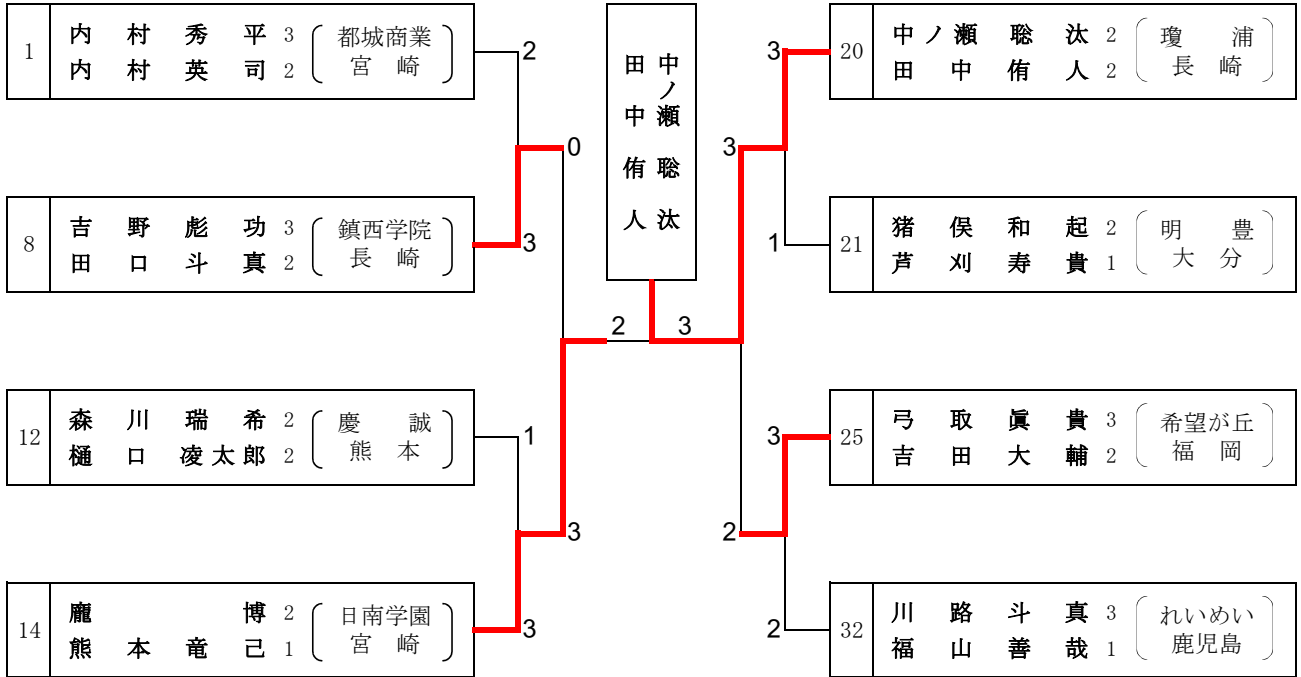 1
内村秀平 3
内村英司 2
都城商業
宮崎
2
0
8
吉野彪功 3
田口斗真 2
鎮西学院
長崎
3
12
森川瑞希 2
樋口凌太郎 2
慶誠
熊本
1
3
14
龐博 2
熊本竜己 1
日南学園
宮崎
3
中ノ瀬聡汰
田中侑人
2 3
3
20
中ノ瀬聡汰 2
田中侑人 2
瓊浦
長崎
3
1
21
猪俣和起 2
芦刈寿貴 1
明豊
大分
3
25
弓取眞貴 3
吉田大輔 2
希望が丘
福岡
2
2
32
川路斗真 3
福山善哉 1
れいめい
鹿児島